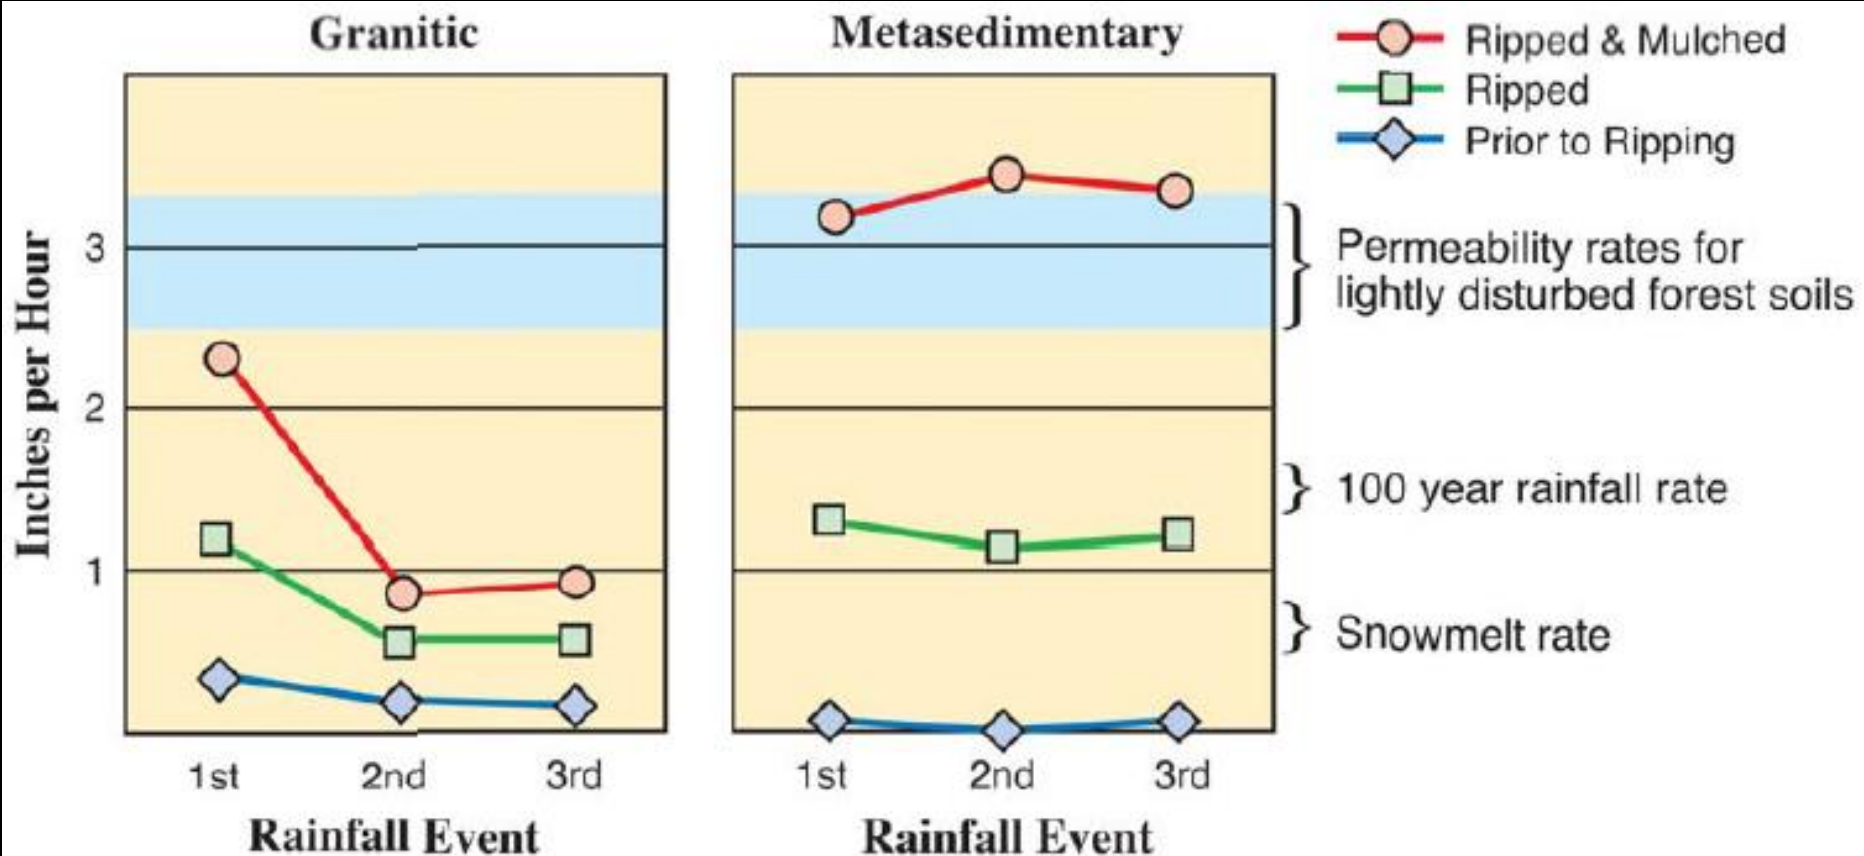 Granitic
Metasedimentary
Ripped & Mulched
Ripped
Prior to Ripping
Inches per Hour
3
2
1
Permeability rates for
lightly disturbed forest soils
100 year rainfall rate
Snowmelt rate
1st 2nd 3rd
1st 2nd 3rd
Rainfall Event
Rainfall Event